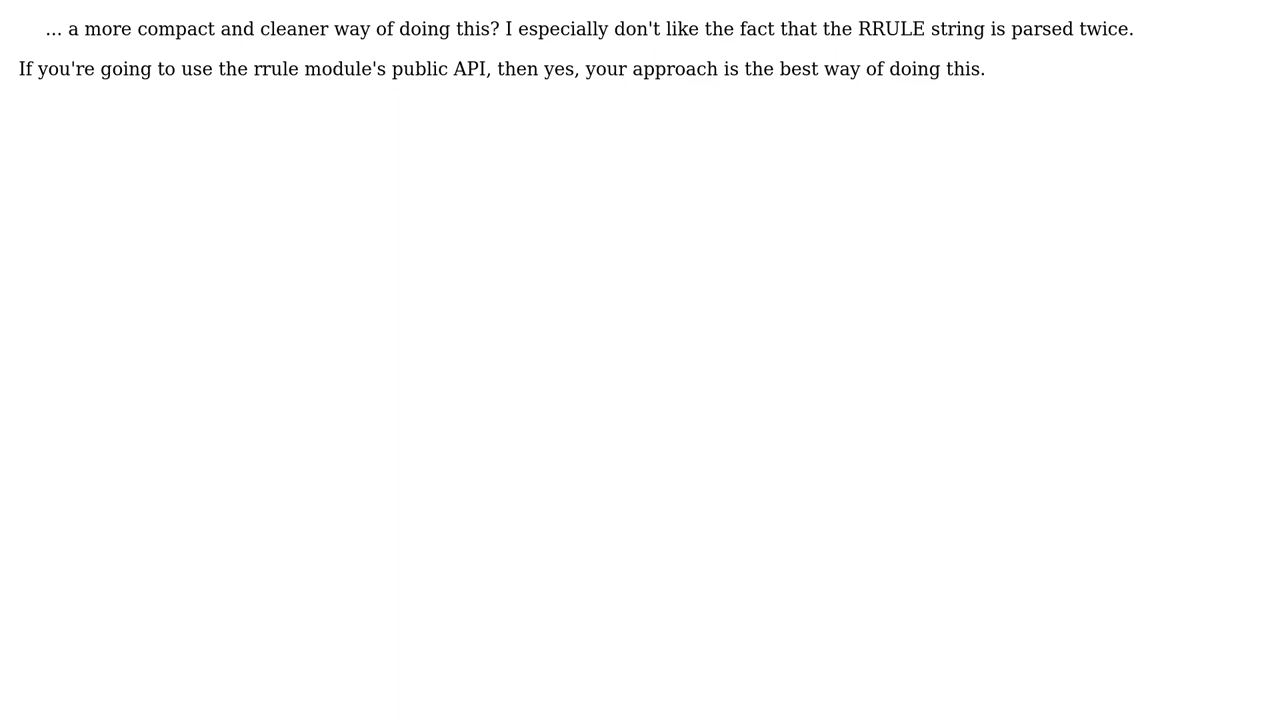 ... a more compact and cleaner way of doing this? I especially don't like the fact that the RRULE string is parsed twice.
If you're going to use the rrule module's public API, then yes, your approach is the best way of doing this.